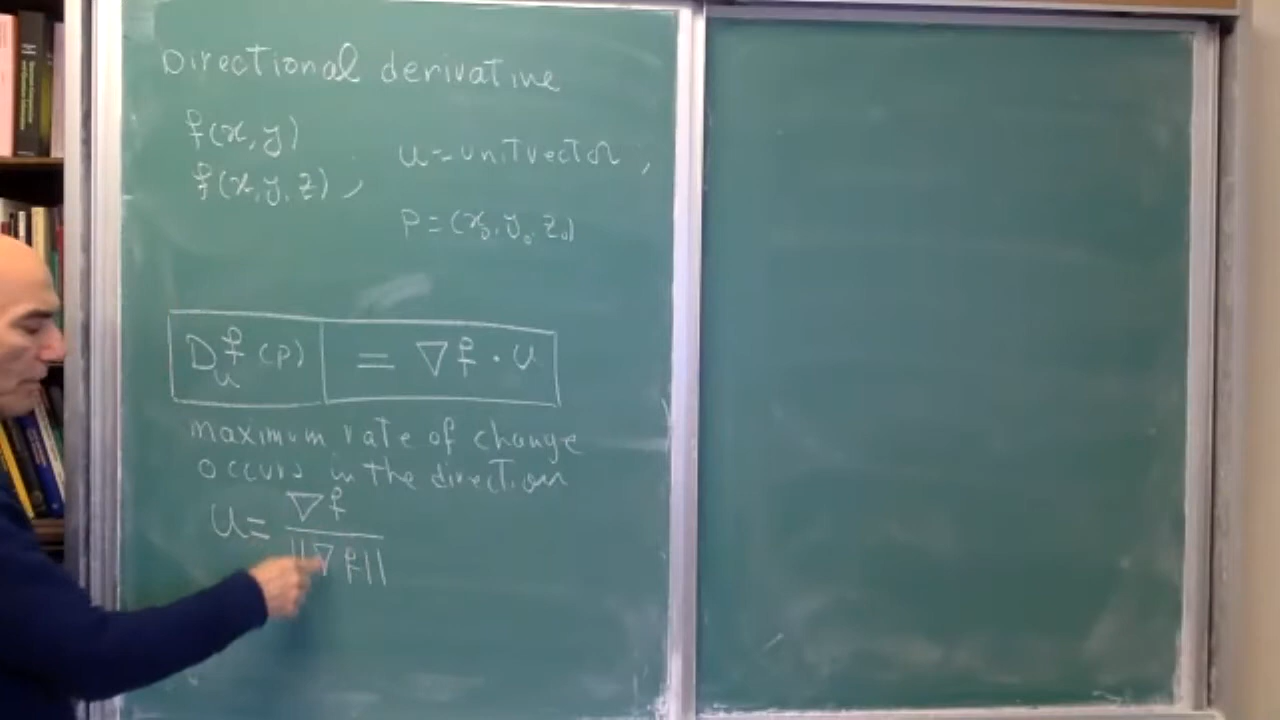 Directional derivative
f(x,y)
u=unit vector,
f(x,y,z),
P=(x₀,y₀,z₀)
D_u f(p) = ∇f · u
maximum rate of change
occurs in the direction
u= ∇f / ||∇f||